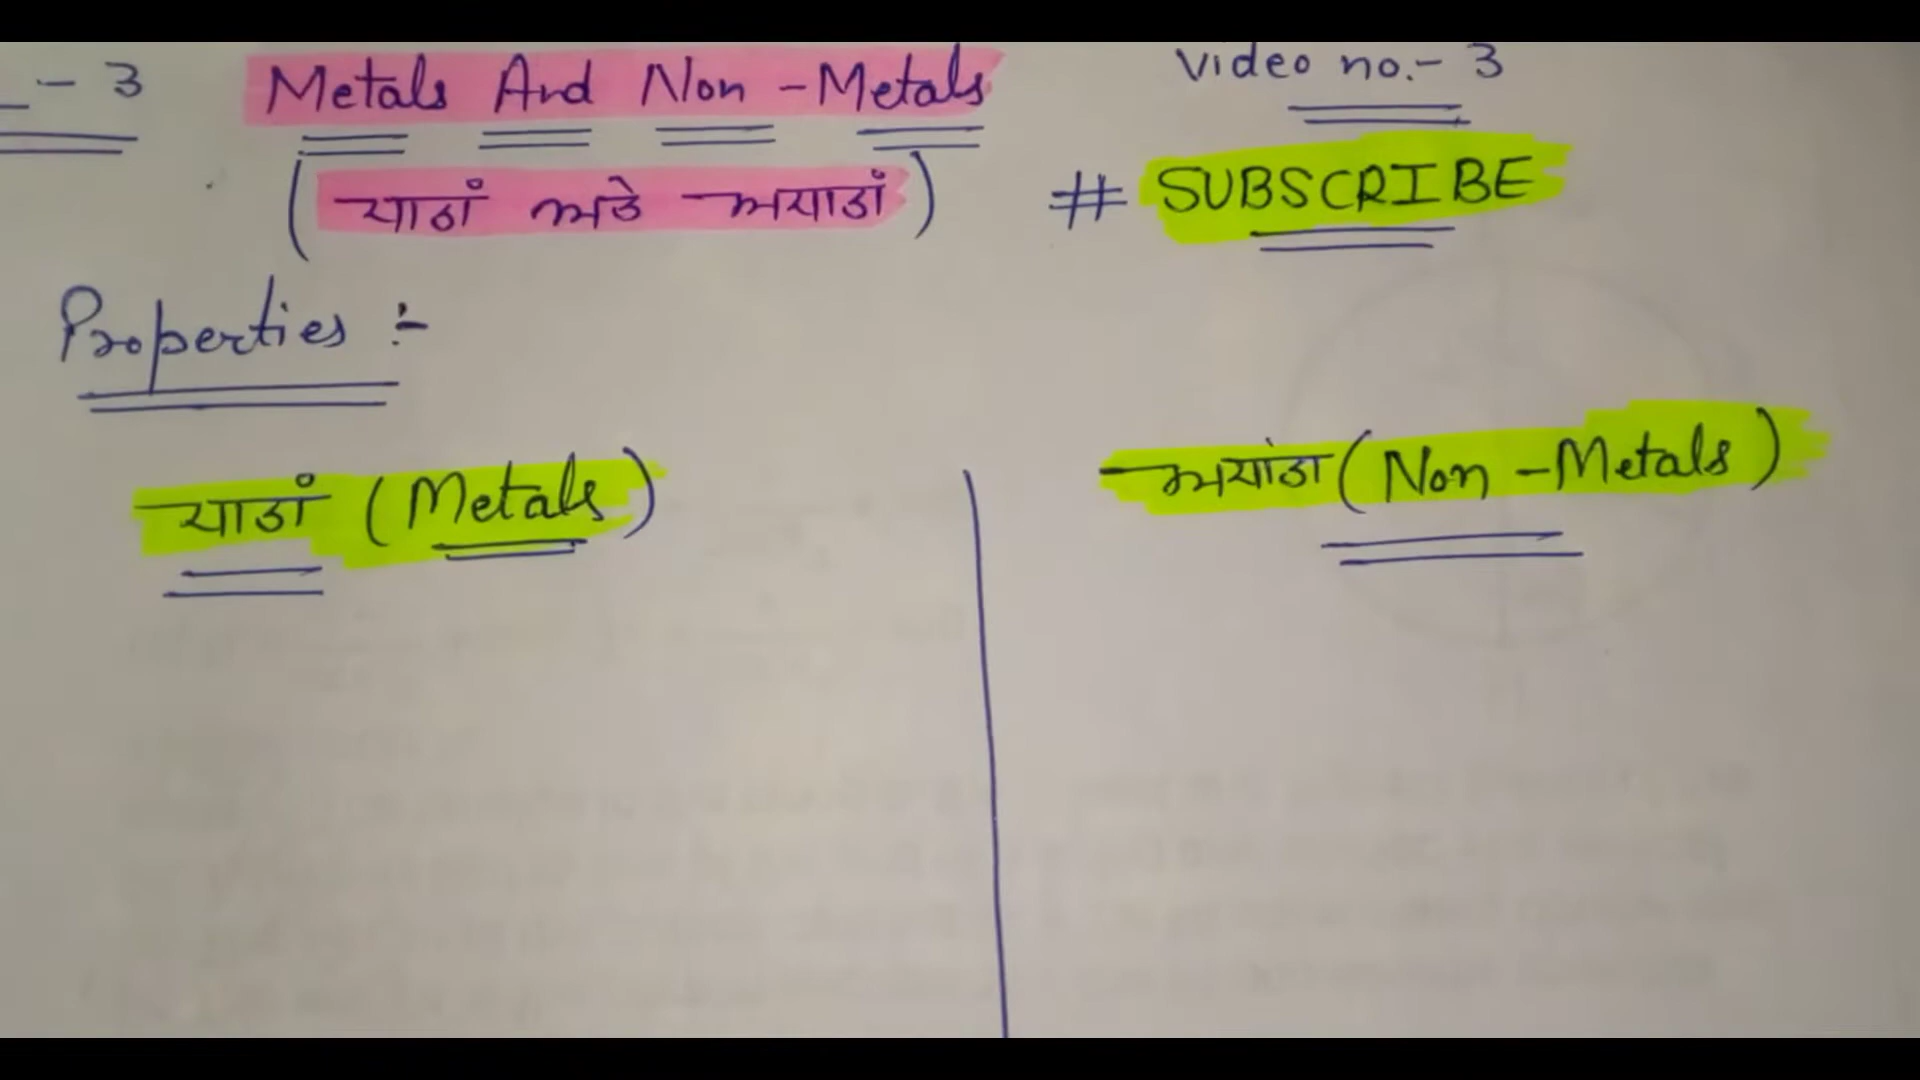 - 3 Metals And Non-Metals Video no.- 3
(ਧਾਤਾਂ ਅਤੇ ਅਧਾਤਾਂ) # SUBSCRIBE
Properties :-
ਧਾਤਾਂ (Metals) ਅਧਾਂਤਾ (Non-Metals)